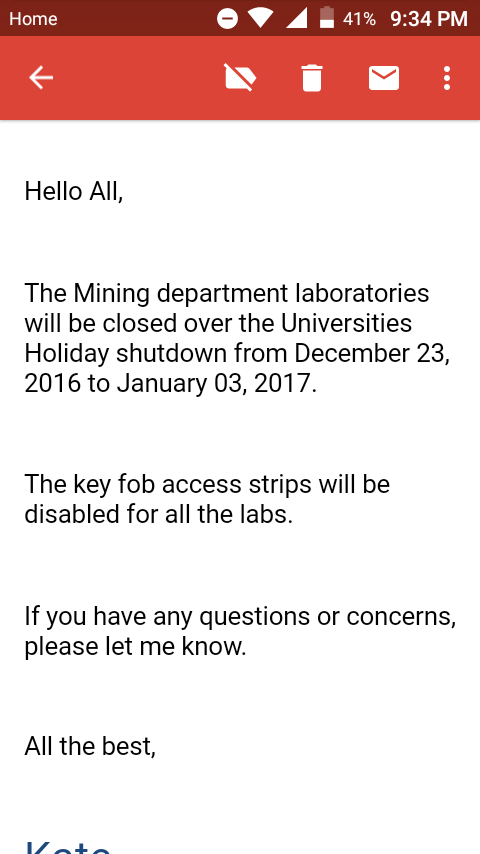 Home
41% 9:34 PM
Hello All,
The Mining department laboratories
will be closed over the Universities
Holiday shutdown from December 23,
2016 to January 03, 2017.
The key fob access strips will be
disabled for all the labs.
If you have any questions or concerns,
please let me know.
All the best,